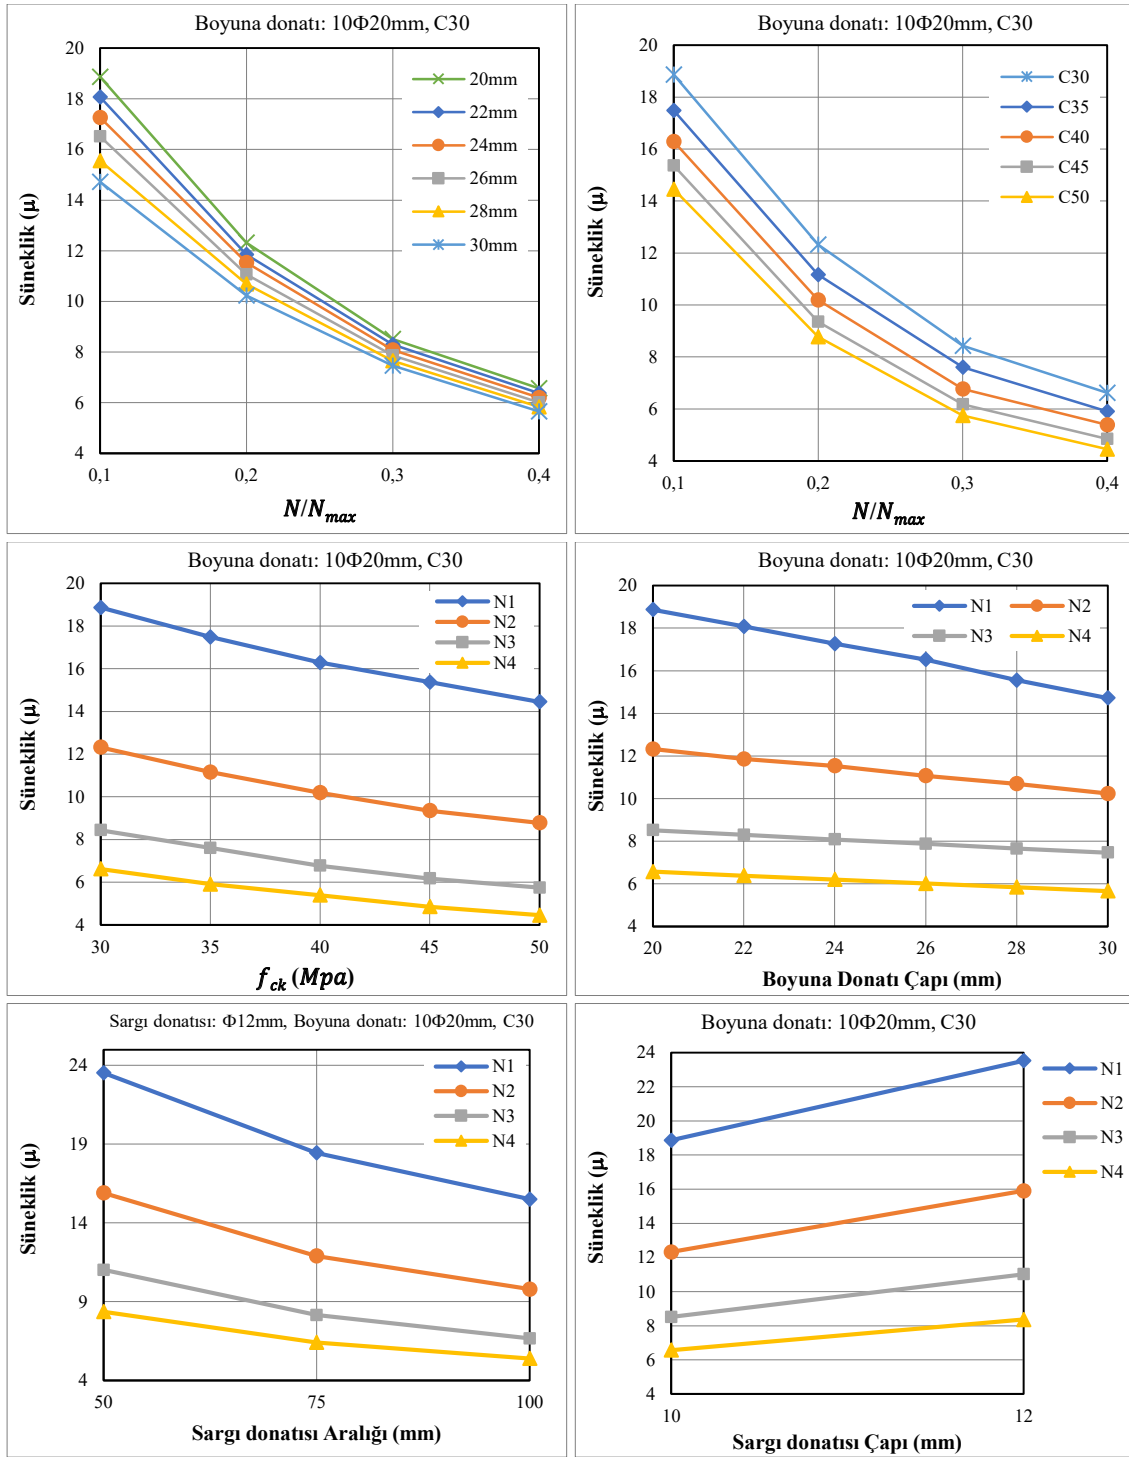 Boyuna donatı: 10Φ20mm, C30
Süneklik (µ)
20
18
16
14
12
10
8
6
4
20mm
22mm
24mm
26mm
28mm
30mm
0,1 0,2 0,3 0,4
N/Nmax
Boyuna donatı: 10Φ20mm, C30
Süneklik (µ)
20
18
16
14
12
10
8
6
4
C30
C35
C40
C45
C50
0,1 0,2 0,3 0,4
N/Nmax
Boyuna donatı: 10Φ20mm, C30
Süneklik (µ)
20
18
16
14
12
10
8
6
4
N1
N2
N3
N4
30 35 40 45 50
fck (Mpa)
Boyuna donatı: 10Φ20mm, C30
Süneklik (µ)
20
18
16
14
12
10
8
6
4
N1 N2
N3 N4
20 22 24 26 28 30
Boyuna Donatı Çapı (mm)
Sargı donatısı: Φ12mm, Boyuna donatı: 10Φ20mm, C30
Süneklik (µ)
24
19
14
9
4
N1
N2
N3
N4
50 75 100
Sargı donatısı Aralığı (mm)
Boyuna donatı: 10Φ20mm, C30
Süneklik (µ)
24
22
20
18
16
14
12
10
8
6
4
N1
N2
N3
N4
10 12
Sargı donatısı Çapı (mm)